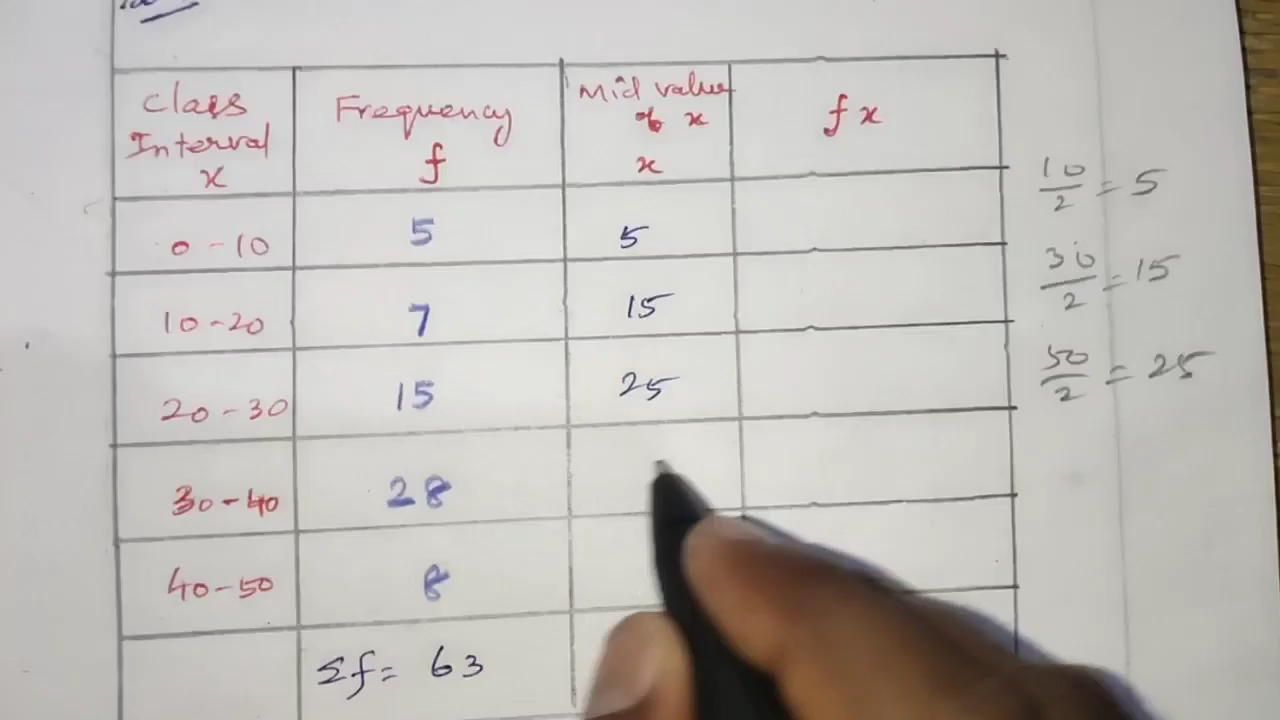 Class Interval x
Frequency f
Mid value of x x
fx
0-10 5 5
10-20 7 15
20-30 15 25
30-40 28
40-50 8
Σf= 63
10/2 = 5
30/2 = 15
50/2 = 25